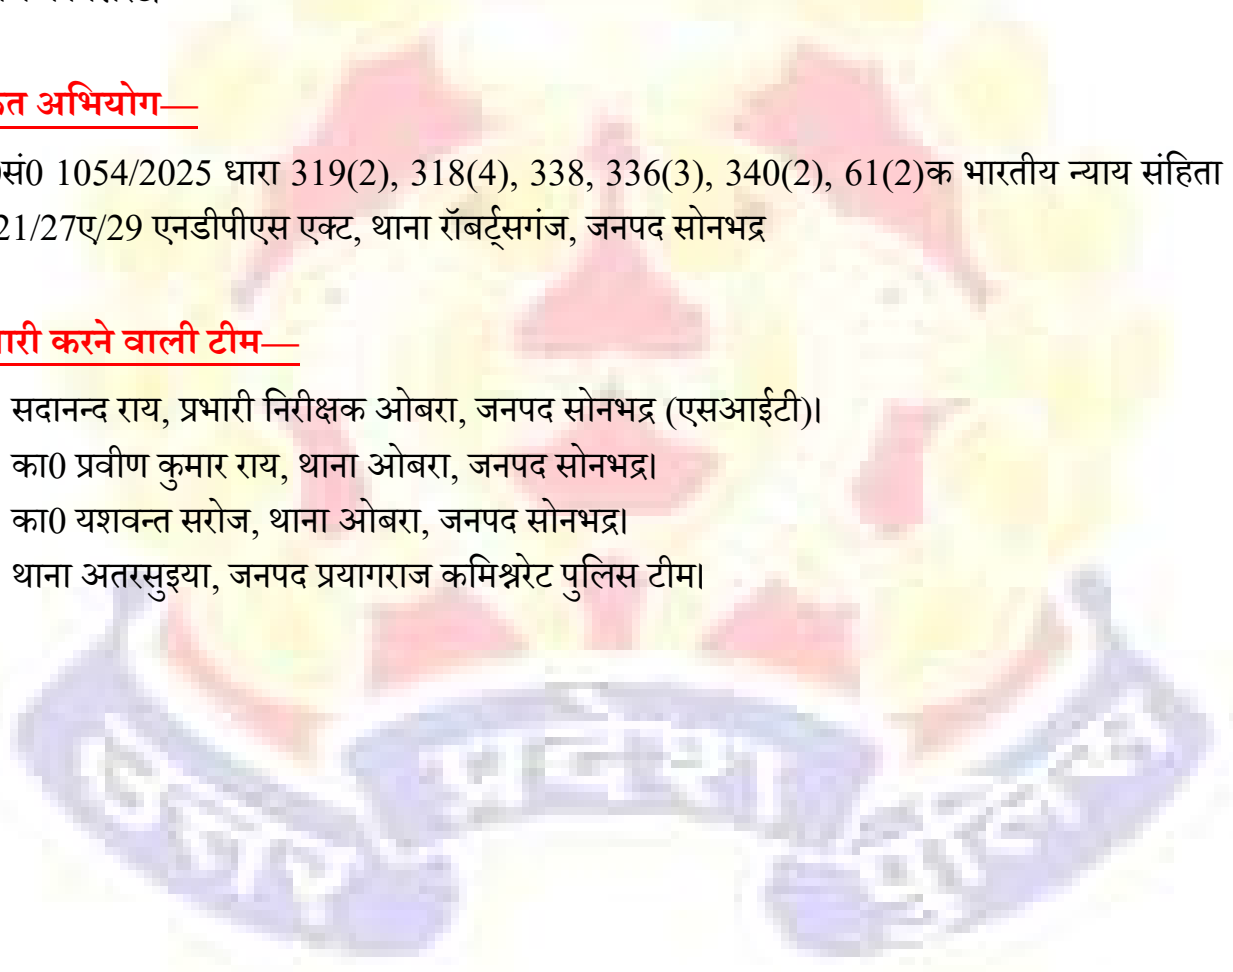 त अभियोग—
सं0 1054/2025 धारा 319(2), 318(4), 338, 336(3), 340(2), 61(2)क भारतीय न्याय संहिता
21/27ए/29 एनडीपीएस एक्ट, थाना रॉबर्ट्सगंज, जनपद सोनभद्र
ारी करने वाली टीम—
सदानन्द राय, प्रभारी निरीक्षक ओबरा, जनपद सोनभद्र (एसआईटी)।
का0 प्रवीण कुमार राय, थाना ओबरा, जनपद सोनभद्र।
का0 यशवन्त सरोज, थाना ओबरा, जनपद सोनभद्र।
थाना अतरसुइया, जनपद प्रयागराज कमिश्नरेट पुलिस टीम।